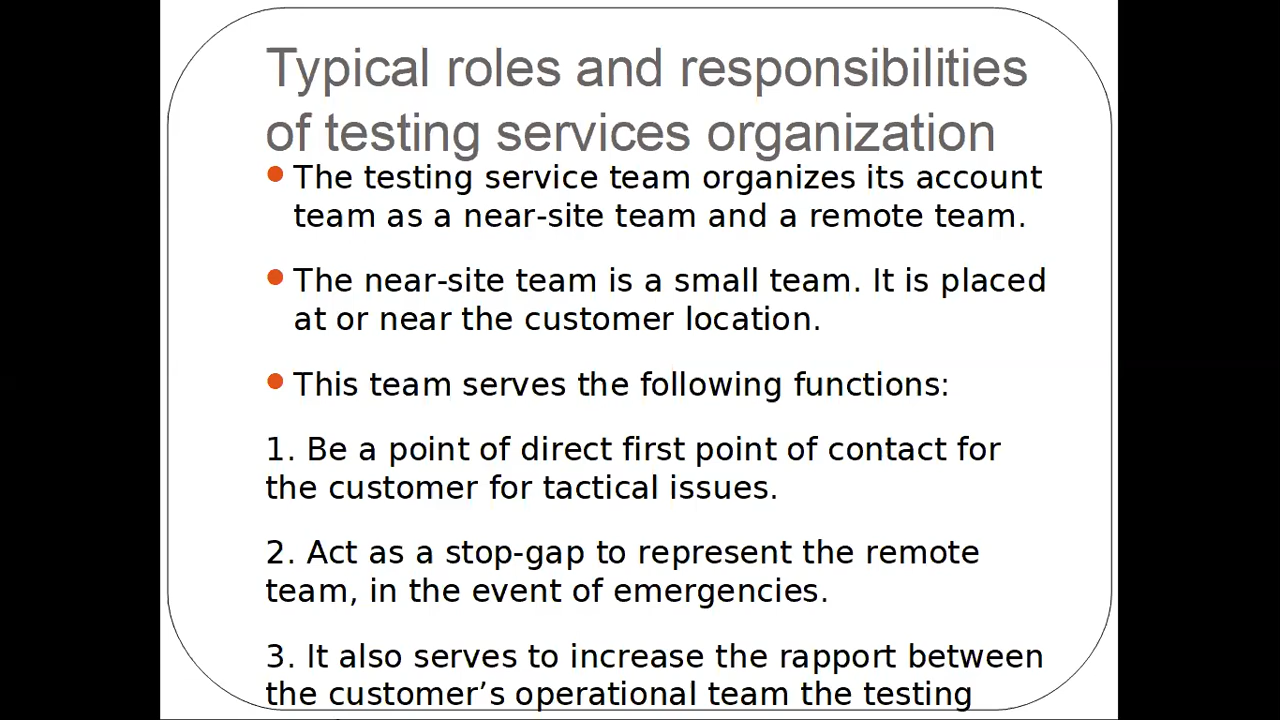 Typical roles and responsibilities
of testing services organization
• The testing service team organizes its account
team as a near-site team and a remote team.
• The near-site team is a small team. It is placed
at or near the customer location.
• This team serves the following functions:
1. Be a point of direct first point of contact for
the customer for tactical issues.
2. Act as a stop-gap to represent the remote
team, in the event of emergencies.
3. It also serves to increase the rapport between
the customer’s operational team the testing